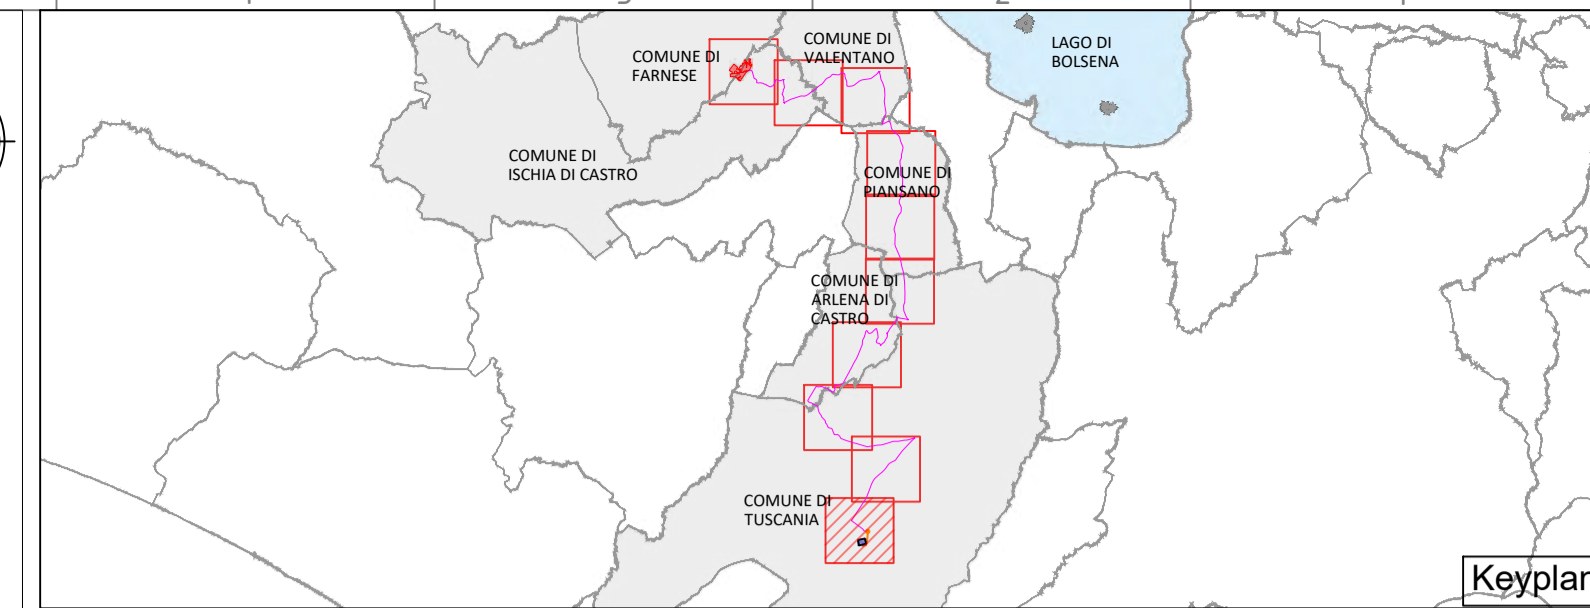 2
COMUNE DI
FARNESE
COMUNE DI
VALENTANO
LAGO DI
BOLSENA
COMUNE DI
ISCHIA DI CASTRO
COMUNE DI
PIANSANO
COMUNE DI
ARLENA DI
CASTRO
COMUNE DI
TUSCANIA
Keyplan